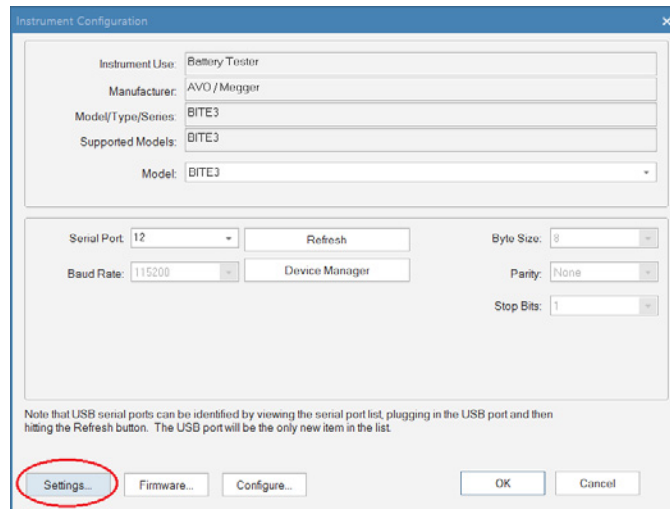 Instrument Configuration
Instrument Use: Battery Tester
Manufacturer: AVO / Megger
Model/Type/Series: BITE3
Supported Models: BITE3
Model: BITE3
Serial Port: 12 Refresh Byte Size: 8
Baud Rate: 115200 Device Manager Parity: None
Stop Bits: 1
Note that USB serial ports can be identified by viewing the serial port list, plugging in the USB port and then
hitting the Refresh button. The USB port will be the only new item in the list.
Settings... Firmware... Configure... OK Cancel